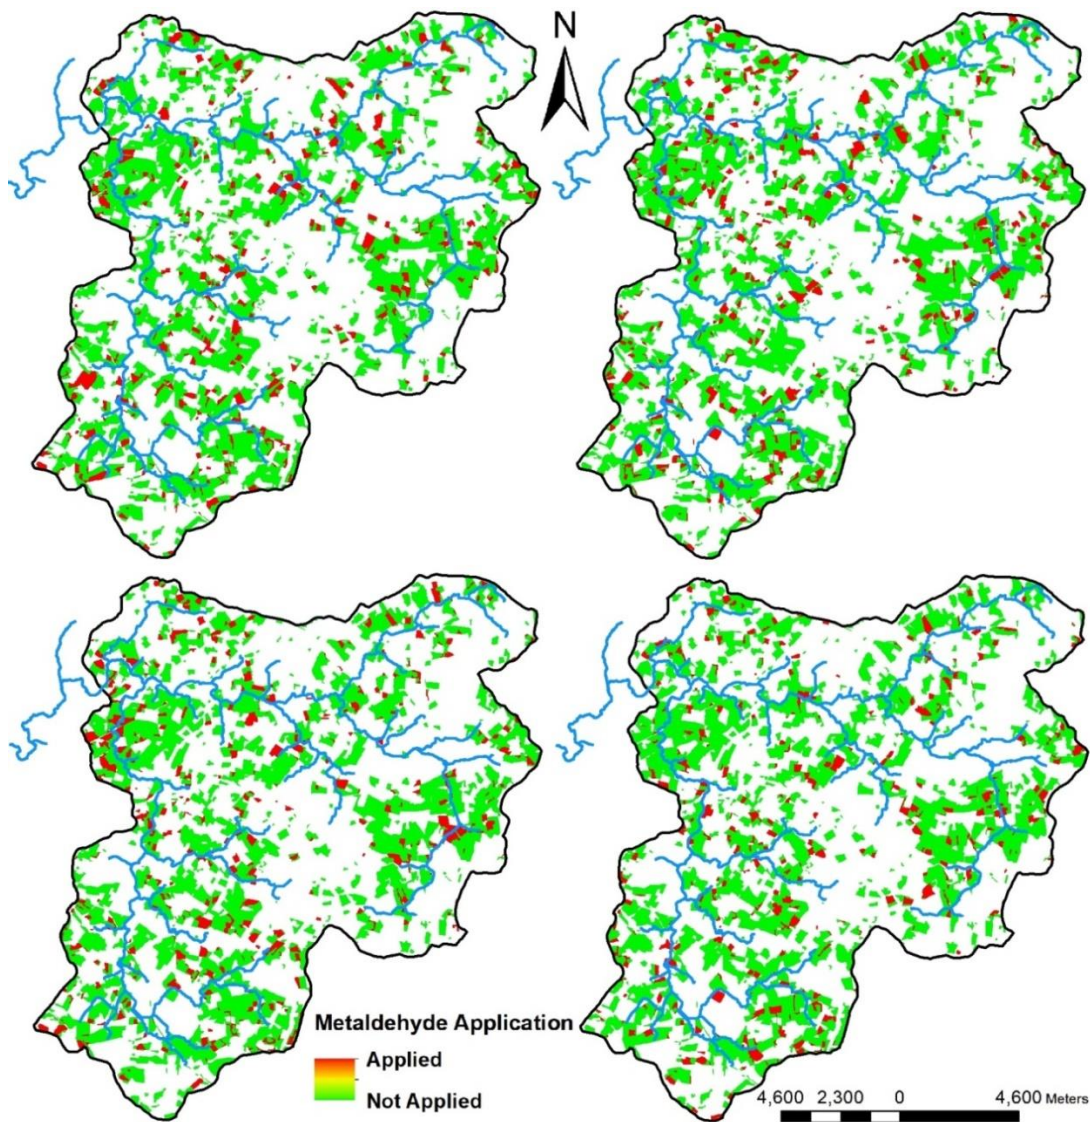 N
Metaldehyde Application
Applied
Not Applied
4,600 2,300 0 4,600 Meters